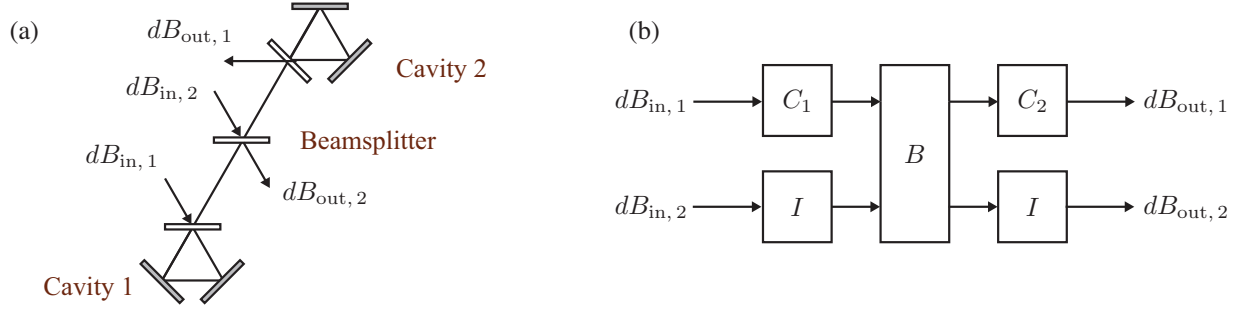 (a)
dB_out, 1
Cavity 2
dB_in, 2
Beamsplitter
dB_in, 1
dB_out, 2
Cavity 1
(b)
dB_in, 1 C_1 B C_2 dB_out, 1
dB_in, 2 I I dB_out, 2